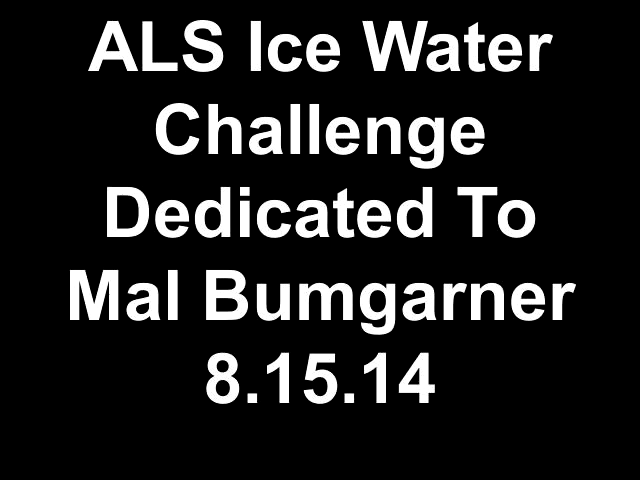 ALS Ice Water
Challenge
Dedicated To
Mal Bumgarner
8.15.14